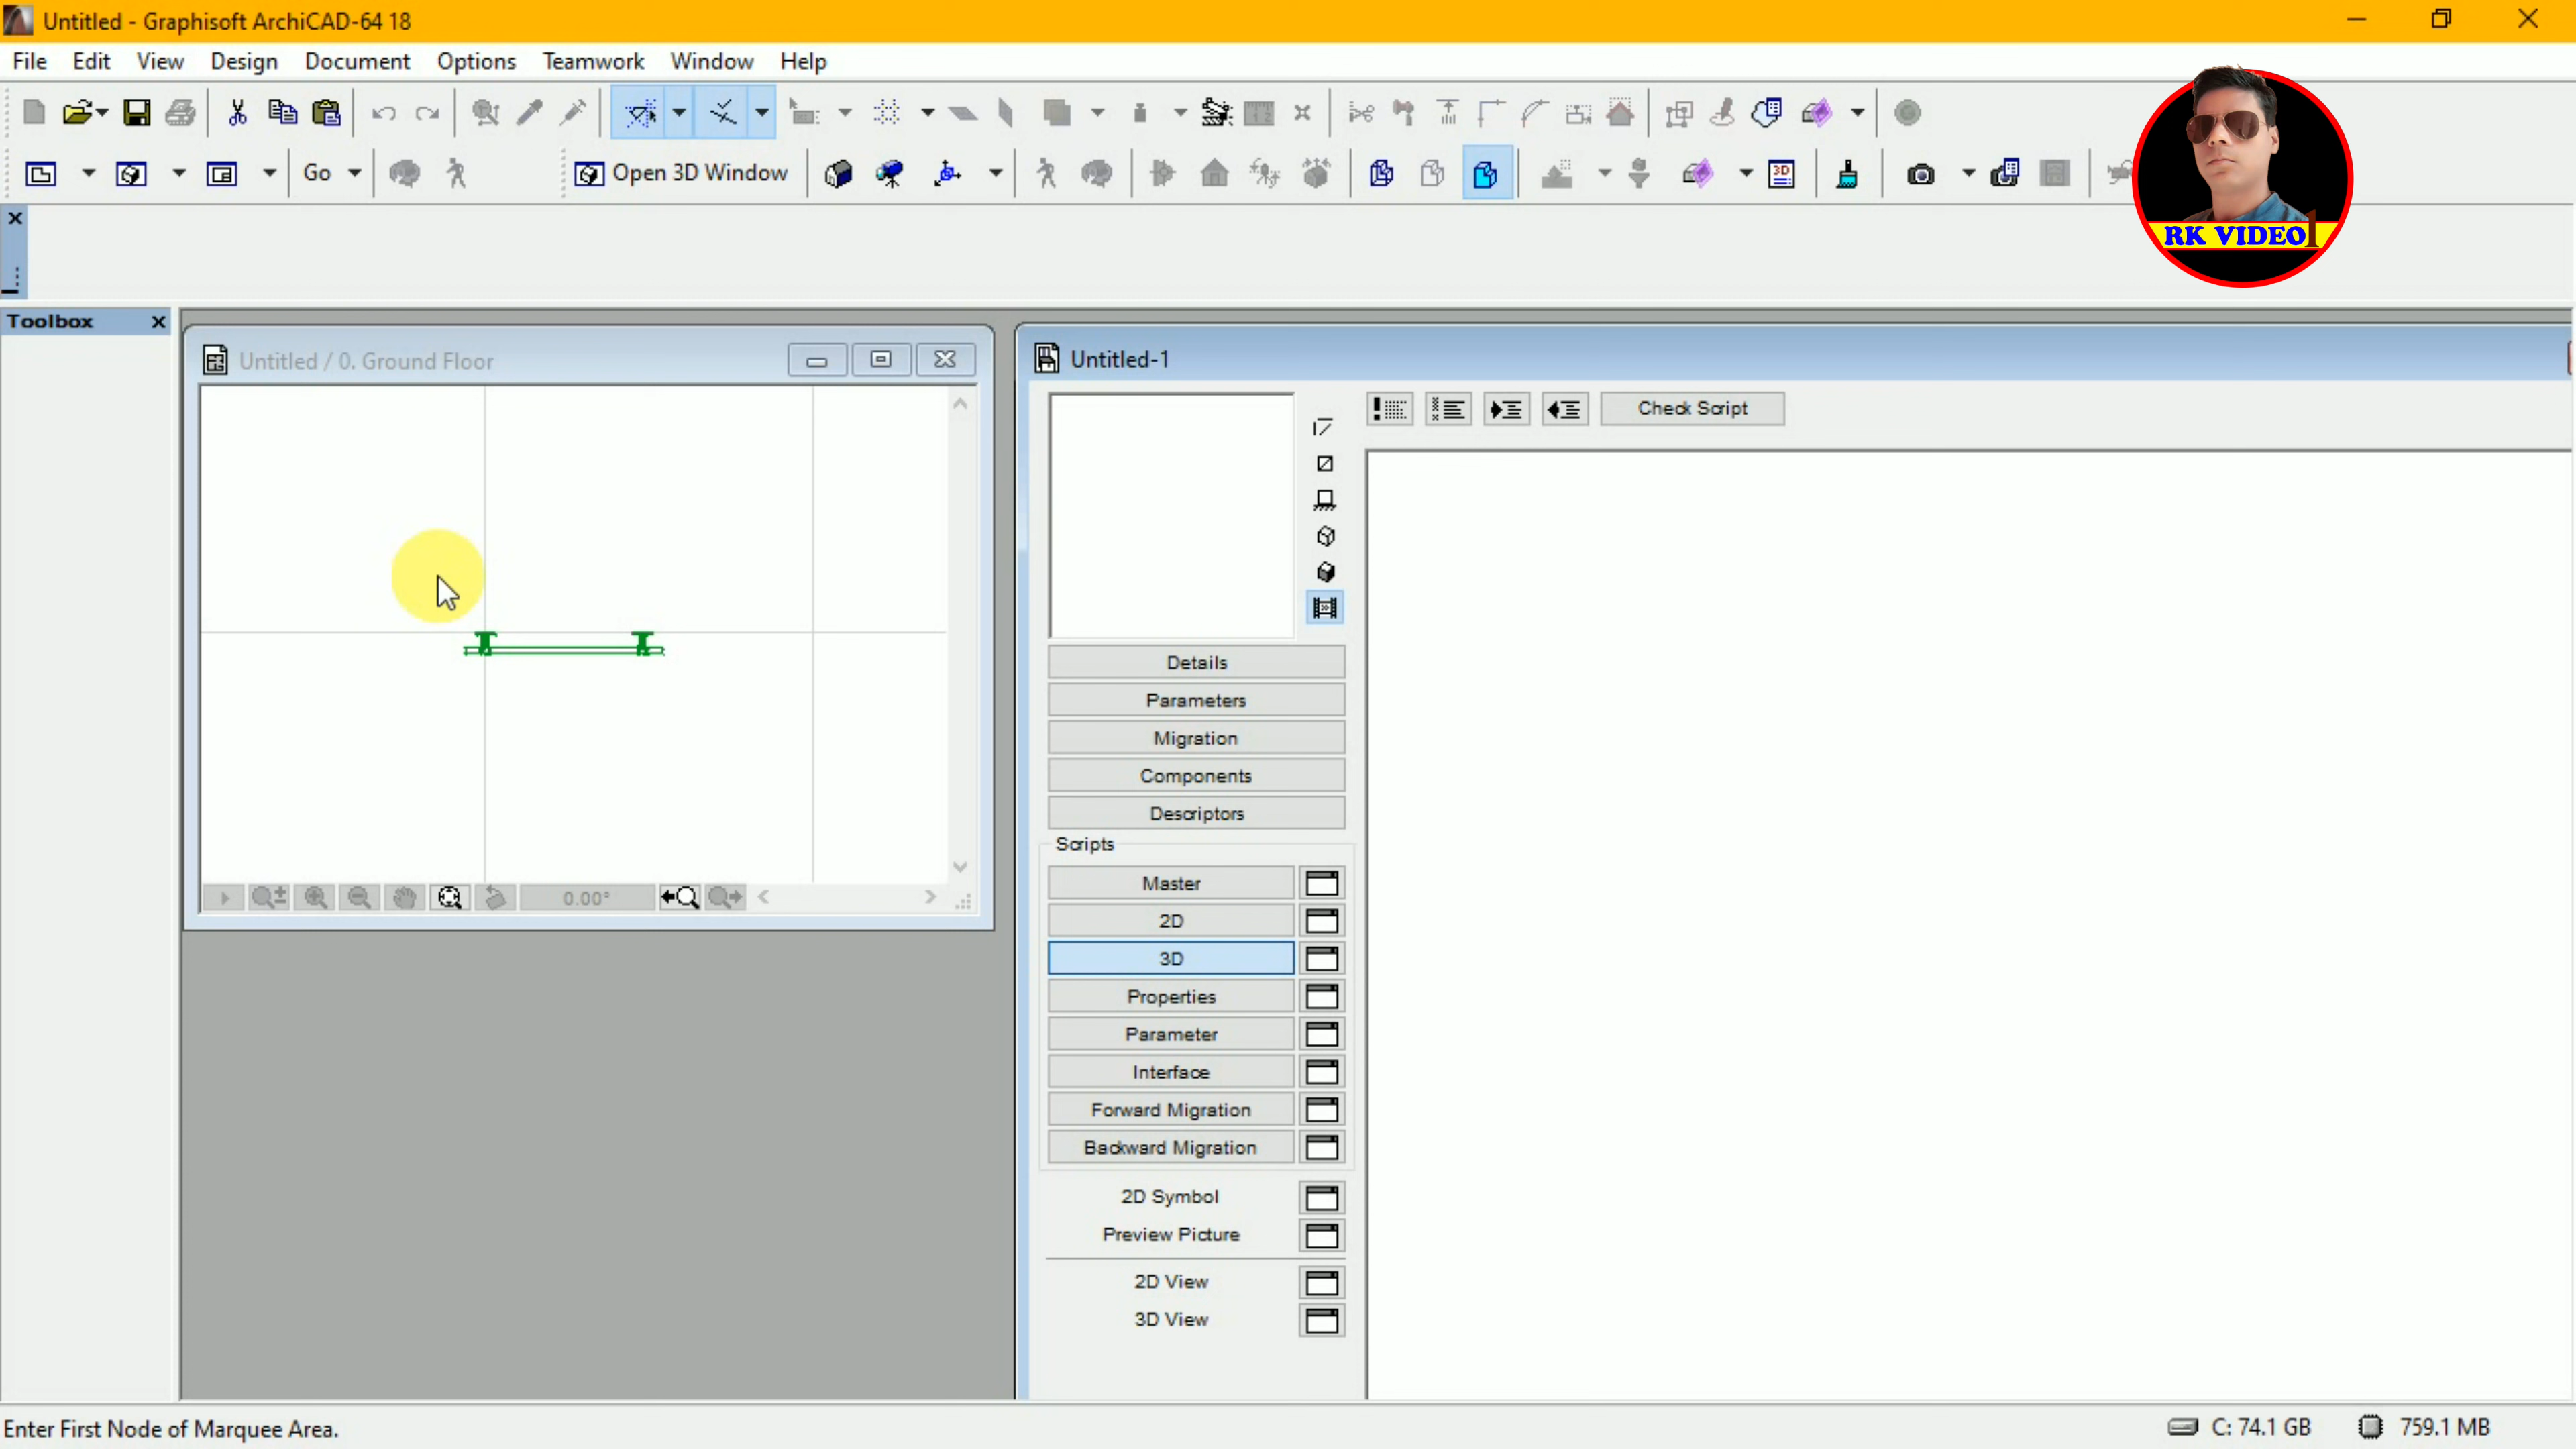 Untitled - Graphisoft ArchiCAD-64 18
File Edit View Design Document Options Teamwork Window Help
Go Open 3D Window 3D
RK VIDEO1
Toolbox
Untitled / 0. Ground Floor
Untitled-1
Check Script
Details
Parameters
Migration
Components
Descriptors
Scripts
Master
2D
3D
Properties
Parameter
Interface
Forward Migration
Backward Migration
2D Symbol
Preview Picture
2D View
3D View
0.00°
Enter First Node of Marquee Area.
C: 74.1 GB 759.1 MB